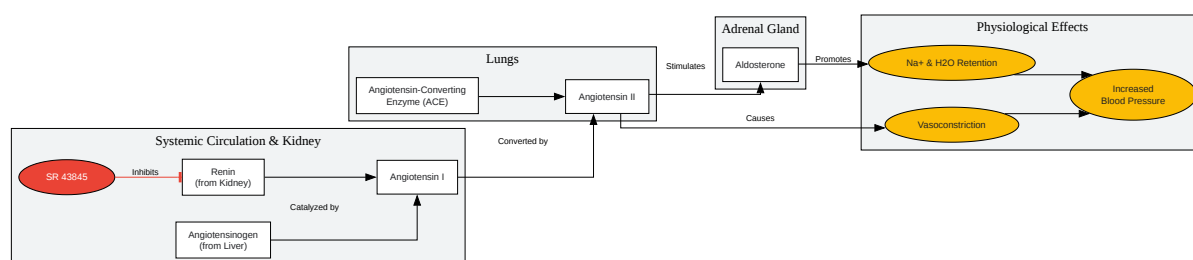 Physiological Effects
Adrenal Gland
Lungs
Na+ & H2O Retention
Aldosterone
Promotes
Stimulates
Increased
Blood Pressure
Angiotensin-Converting
Enzyme (ACE)
Angiotensin II
Causes
Vasoconstriction
Systemic Circulation & Kidney
Converted by
SR 43845
Inhibits
Renin
(from Kidney)
Angiotensin I
Catalyzed by
Angiotensinogen
(from Liver)